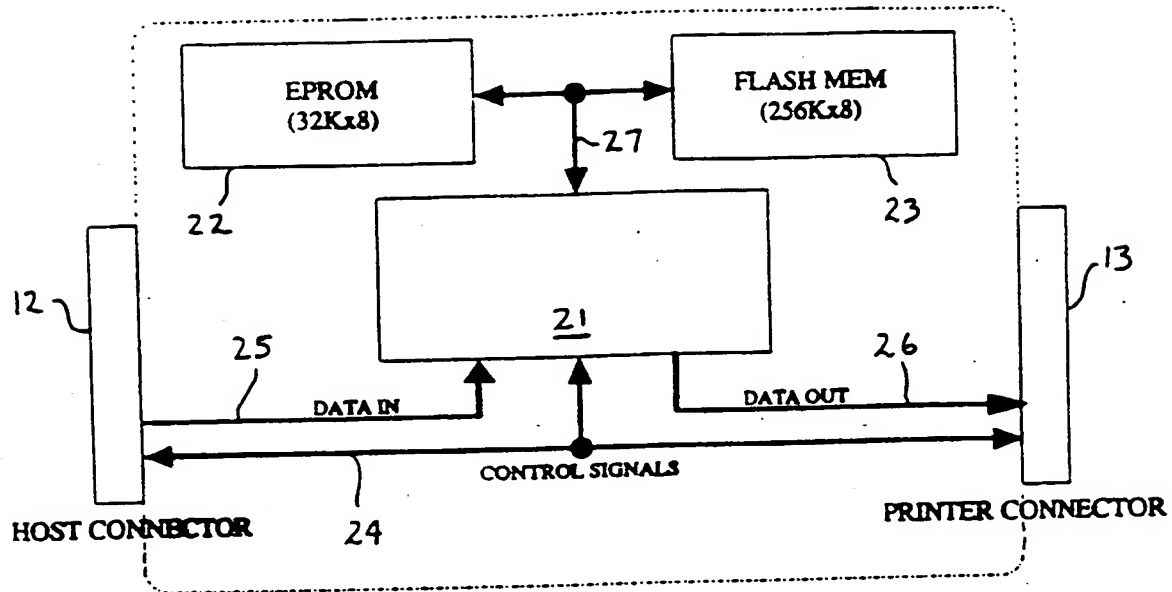 EPROM
(32Kx8)
FLASH MEM
(256Kx8)
27
22
23
12
13
21
25
26
DATA IN
DATA OUT
CONTROL SIGNALS
HOST CONNECTOR
24
PRINTER CONNECTOR